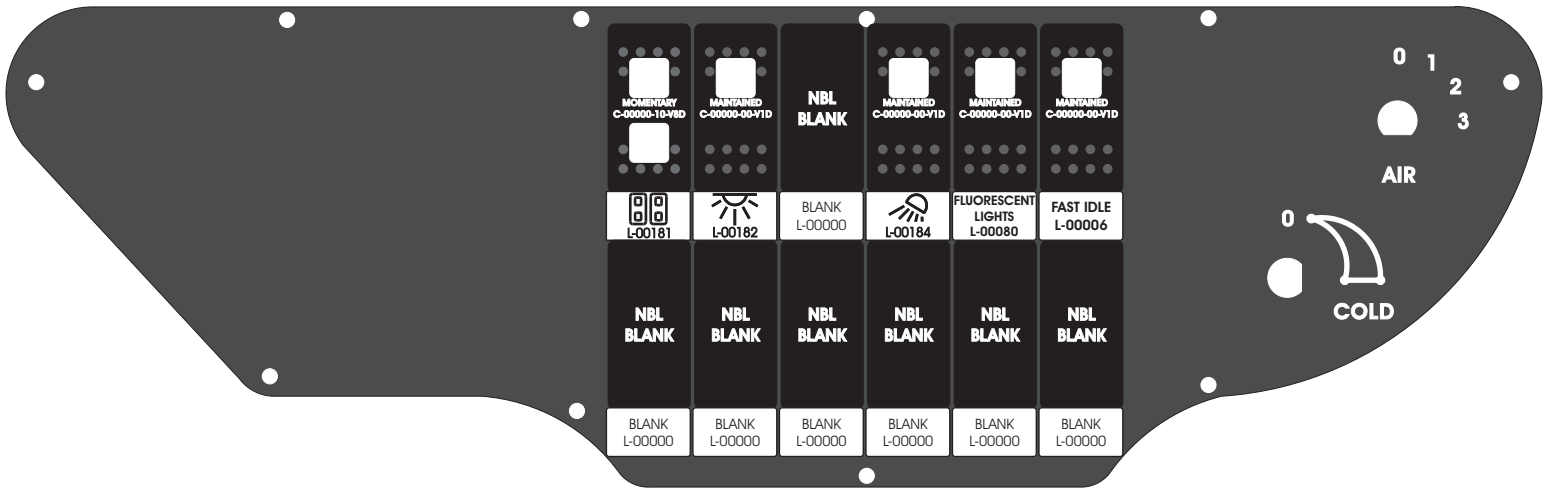 MOMENTARY
C-00000-10-V8D
MAINTAINED
C-00000-00-V1D
NBL
BLANK
MAINTAINED
C-00000-00-V1D
MAINTAINED
C-00000-00-V1D
MAINTAINED
C-00000-00-V1D
L-00181
L-00182
BLANK
L-00000
L-00184
FLUORESCENT
LIGHTS
L-00080
FAST IDLE
L-00006
NBL
BLANK
NBL
BLANK
NBL
BLANK
NBL
BLANK
NBL
BLANK
NBL
BLANK
BLANK
L-00000
BLANK
L-00000
BLANK
L-00000
BLANK
L-00000
BLANK
L-00000
BLANK
L-00000
0
1
2
3
AIR
0
COLD